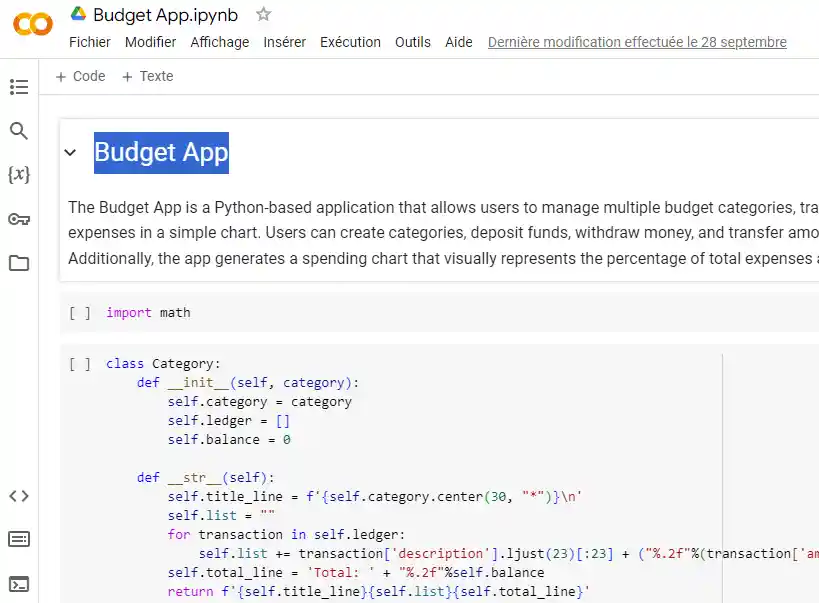 Budget App.ipynb
Fichier Modifier Affichage Insérer Exécution Outils Aide Dernière modification effectuée le 28 septembre
+ Code + Texte
Budget App
The Budget App is a Python-based application that allows users to manage multiple budget categories, tra
expenses in a simple chart. Users can create categories, deposit funds, withdraw money, and transfer amo
Additionally, the app generates a spending chart that visually represents the percentage of total expenses a
[ ] import math
[ ] class Category:
def __init__(self, category):
self.category = category
self.ledger = []
self.balance = 0
def __str__(self):
self.title_line = f'{self.category.center(30, "*")}\n'
self.list = ""
for transaction in self.ledger:
self.list += transaction['description'].ljust(23)[:23] + ("%.2f"%(transaction['am
self.total_line = 'Total: ' + "%.2f"%self.balance
return f'{self.title_line}{self.list}{self.total_line}'